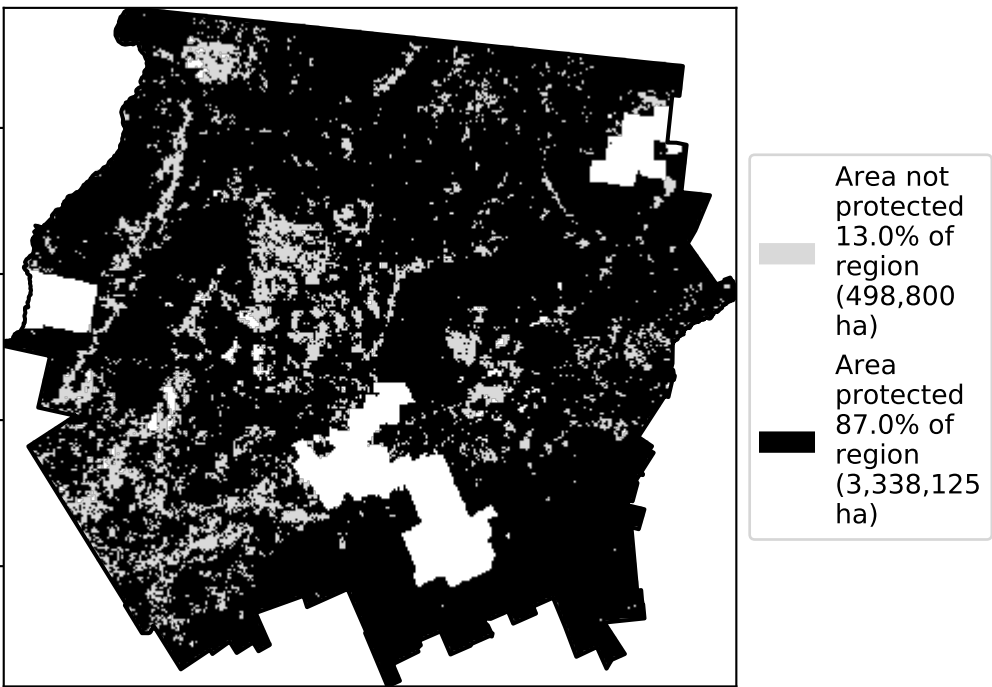 Area not
protected
13.0% of
region
(498,800
ha)
Area
protected
87.0% of
region
(3,338,125
ha)